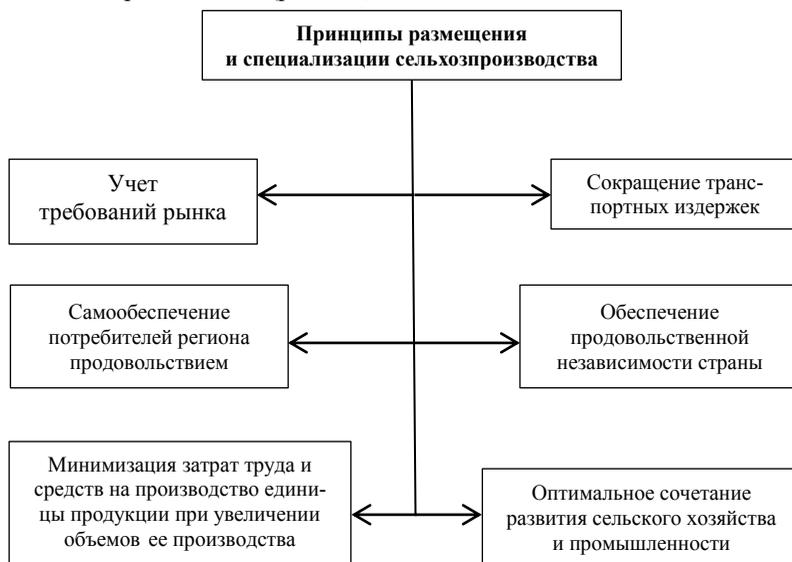 Принципы размещения
и специализации сельхозпроизводства
Учет
требований рынка
Сокращение транс-
портных издержек
Самообеспечение
потребителей региона
продовольствием
Обеспечение
продовольственной
независимости страны
Минимизация затрат труда и
средств на производство едини-
цы продукции при увеличении
объемов ее производства
Оптимальное сочетание
развития сельского хозяйства
и промышленности